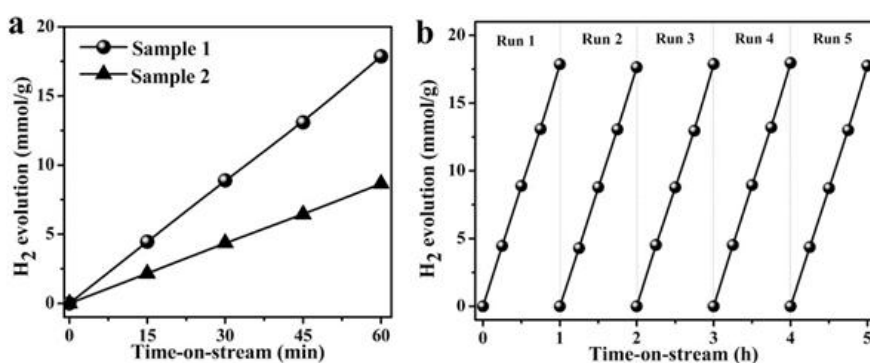 a
Sample 1
Sample 2
H2 evolution (mmol/g)
20
15
10
5
0
0 15 30 45 60
Time-on-stream (min)
b
Run 1 Run 2 Run 3 Run 4 Run 5
H2 evolution (mmol/g)
20
15
10
5
0
0 1 2 3 4 5
Time-on-stream (h)